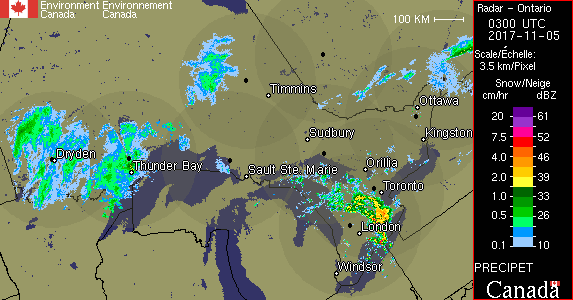 Environment Environnement
Canada Canada
100 KM
Timmins
Ottawa
Sudbury
Kingston
Dryden
Thunder Bay
Sault Ste. Marie
Orillia
Toronto
London
Windsor
Radar - Ontario
0300 UTC
2017-11-05
Scale/Échelle:
3.5 km/Pixel
Snow/Neige
cm/hr dBZ
20 61
7.5 52
4.0 46
2.0 39
1.0 33
0.5 26
0.1 10
PRECIPET
Canada